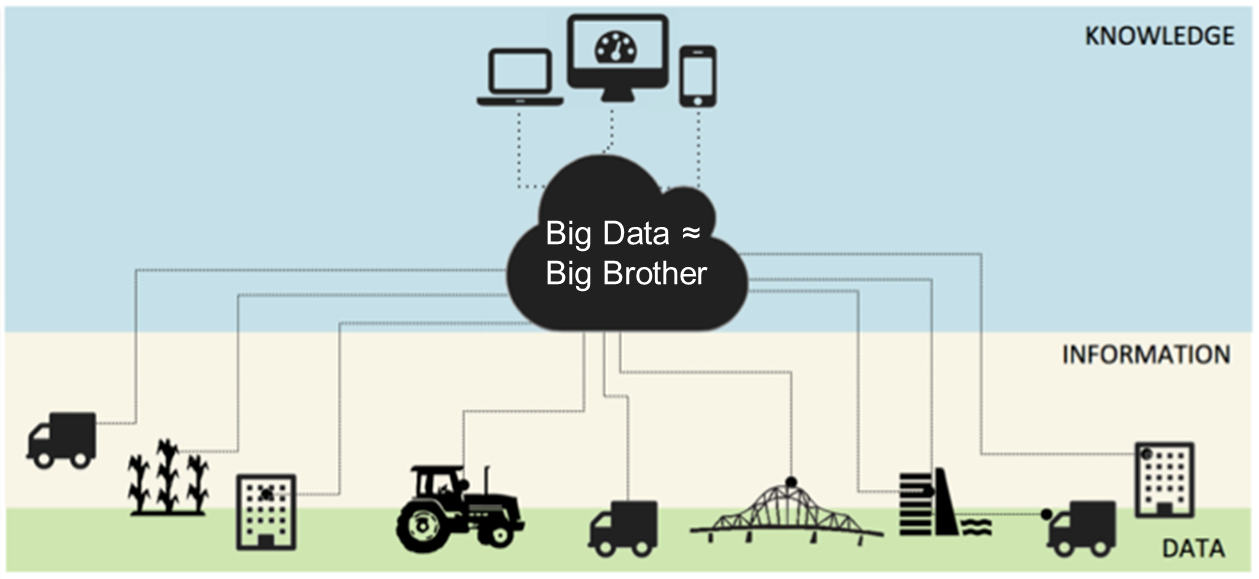 KNOWLEDGE
Big Data ≈
Big Brother
INFORMATION
DATA